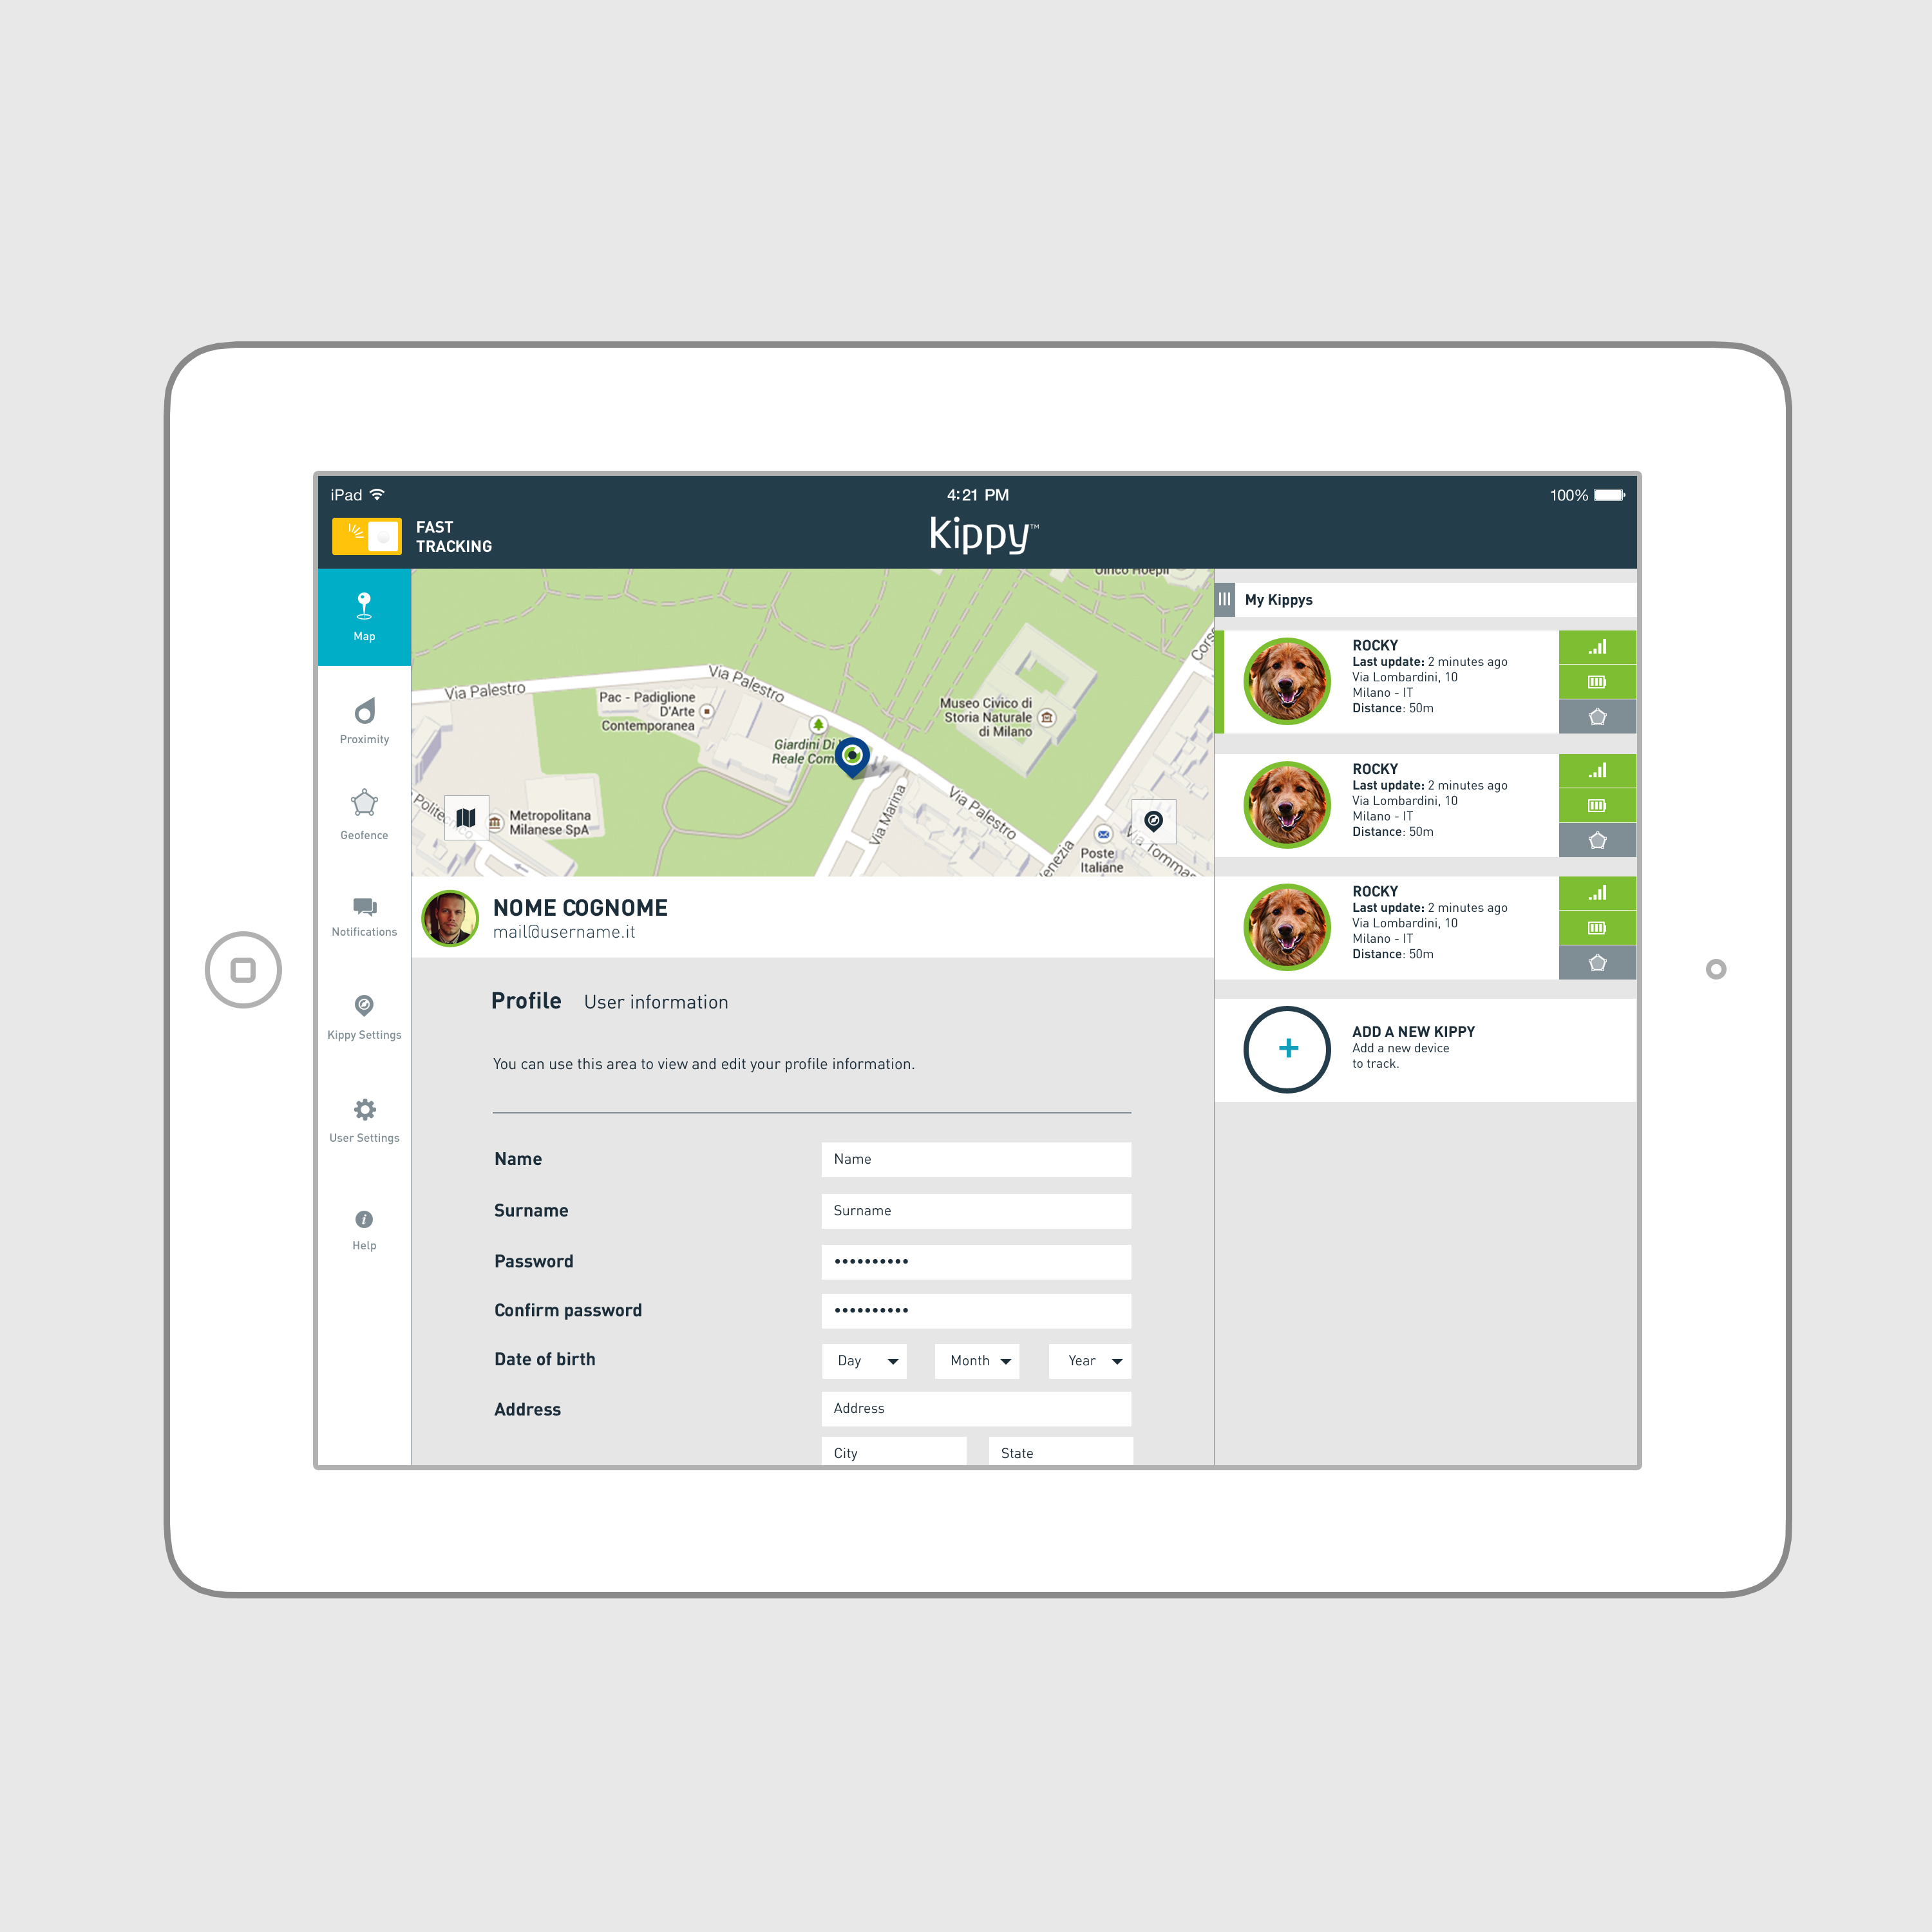 iPad
4:21 PM
100%
FAST
TRACKING
Kippy™
Map
Proximity
Geofence
Notifications
Kippy Settings
User Settings
Help
Ulrico Hoepli
Via Palestro
Via Palestro
Corso
Pac - Padiglione
D'Arte
Contemporanea
Museo Civico di
Storia Naturale
di Milano
Giardini Di
Reale Com
Metropolitana
Milanese SpA
Via Marina
Via Palestro
Poste
Italiane
Via Tommas
enezia
NOME COGNOME
mail@username.it
Profile User information
You can use this area to view and edit your profile information.
Name Name
Surname Surname
Password ••••••••••
Confirm password ••••••••••
Date of birth Day Month Year
Address Address
City State
My Kippys
ROCKY
Last update: 2 minutes ago
Via Lombardini, 10
Milano - IT
Distance: 50m
ROCKY
Last update: 2 minutes ago
Via Lombardini, 10
Milano - IT
Distance: 50m
ROCKY
Last update: 2 minutes ago
Via Lombardini, 10
Milano - IT
Distance: 50m
ADD A NEW KIPPY
Add a new device
to track.